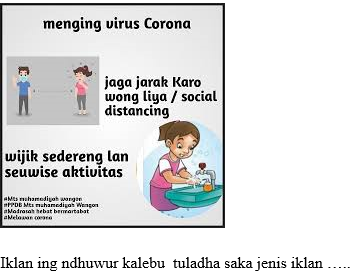 menging virus Corona
jaga jarak Karo
wong liya / social
distancing
wijik sedereng lan
seuwise aktivitas
#Mts muhamadiyah wangon
#PPDB Mts muhamadiyah Wangon
#Madrasah hebat bermartabat
#Melawan corona
Iklan ing ndhuwur kalebu tuladha saka jenis iklan .....